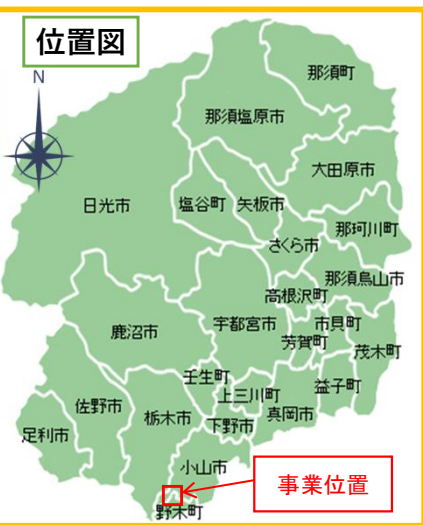 位置図
N
那須町
那須塩原市
大田原市
日光市
塩谷町
矢板市
那珂川町
さくら市
那須烏山市
高根沢町
鹿沼市
宇都宮市
市貝町
芳賀町
茂木町
壬生町
上三川町
益子町
佐野市
栃木市
下野市
真岡市
足利市
小山市
事業位置
野木町